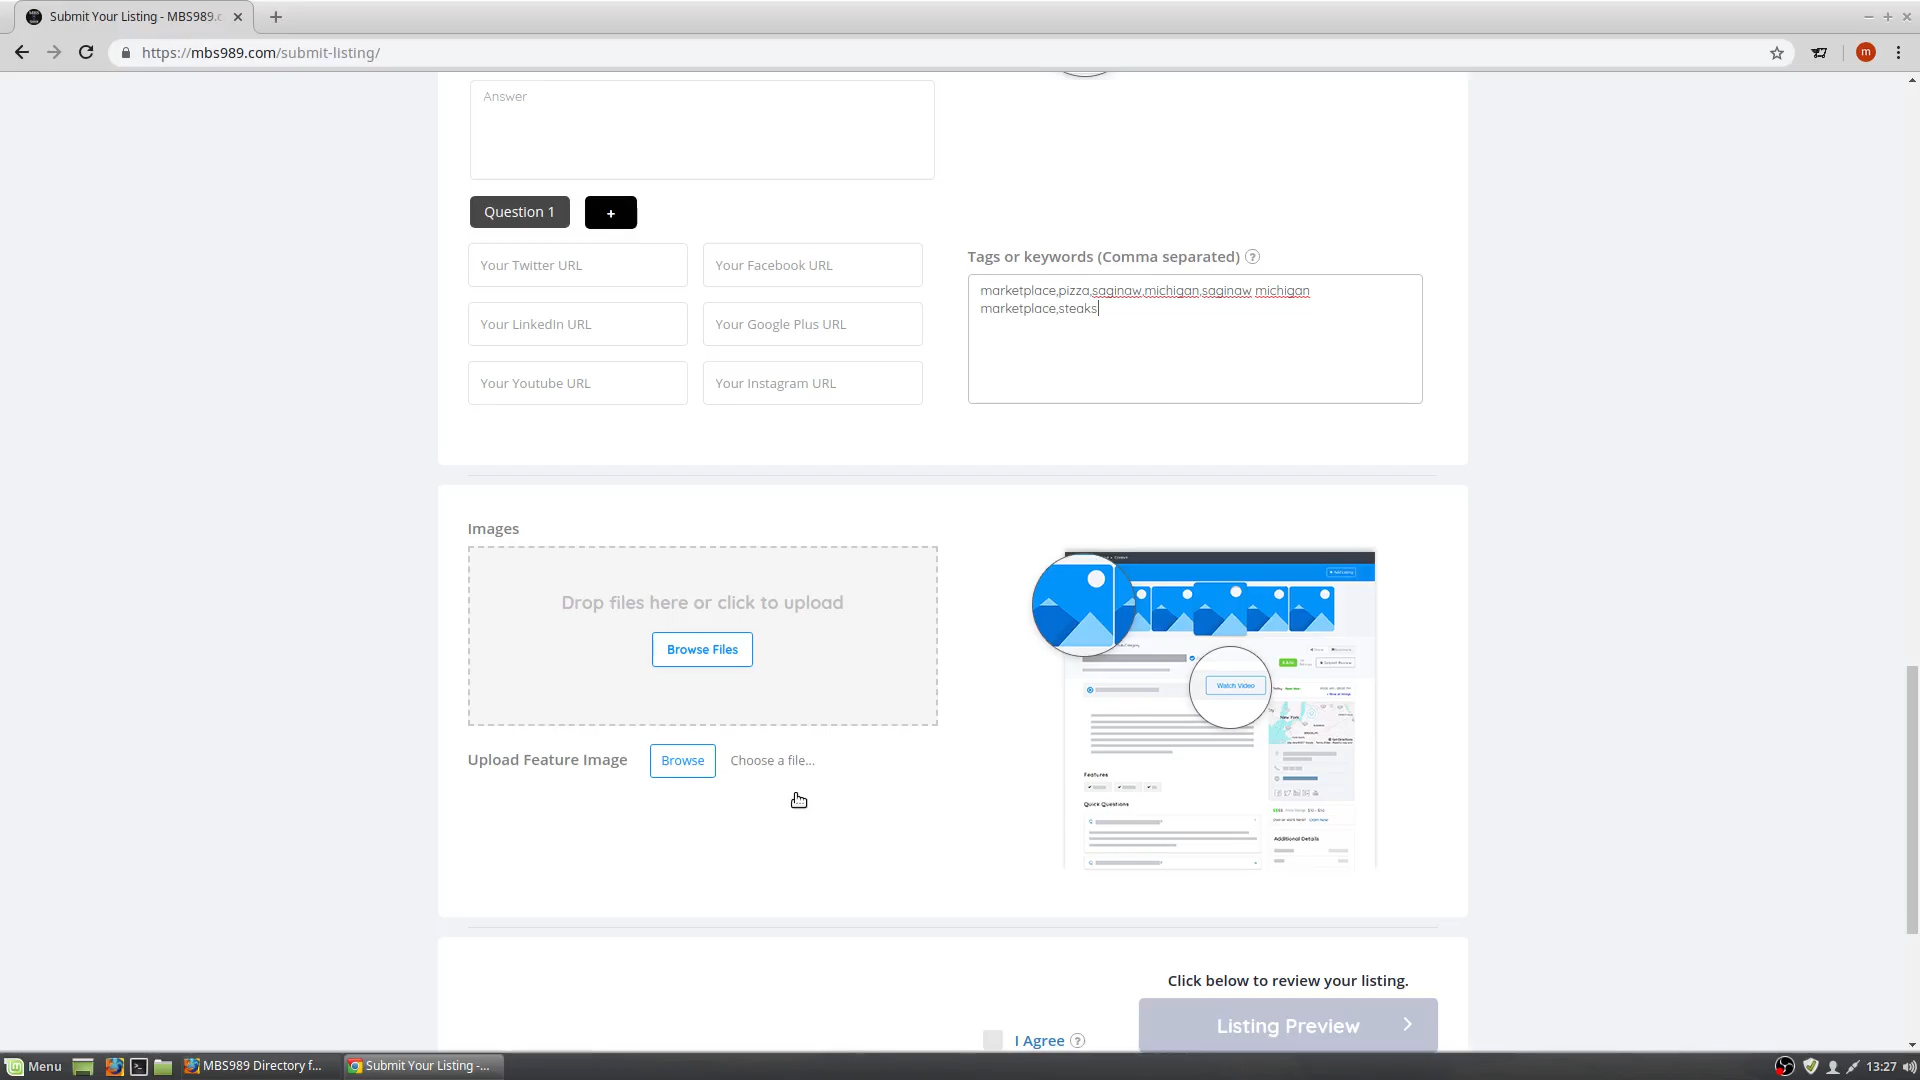 Submit Your Listing - MBS989.c
https://mbs989.com/submit-listing/
m
Answer
Question 1
+
Your Twitter URL
Your Facebook URL
Your LinkedIn URL
Your Google Plus URL
Your Youtube URL
Your Instagram URL
Tags or keywords (Comma separated) ?
marketplace,pizza,saginaw,michigan,saginaw michigan
marketplace,steaks
Images
Drop files here or click to upload
Browse Files
Upload Feature Image
Browse
Choose a file...
Watch Video
Features
Quick Questions
Additional Details
Click below to review your listing.
Listing Preview
I Agree ?
Menu
MBS989 Directory f...
Submit Your Listing -...
13:27